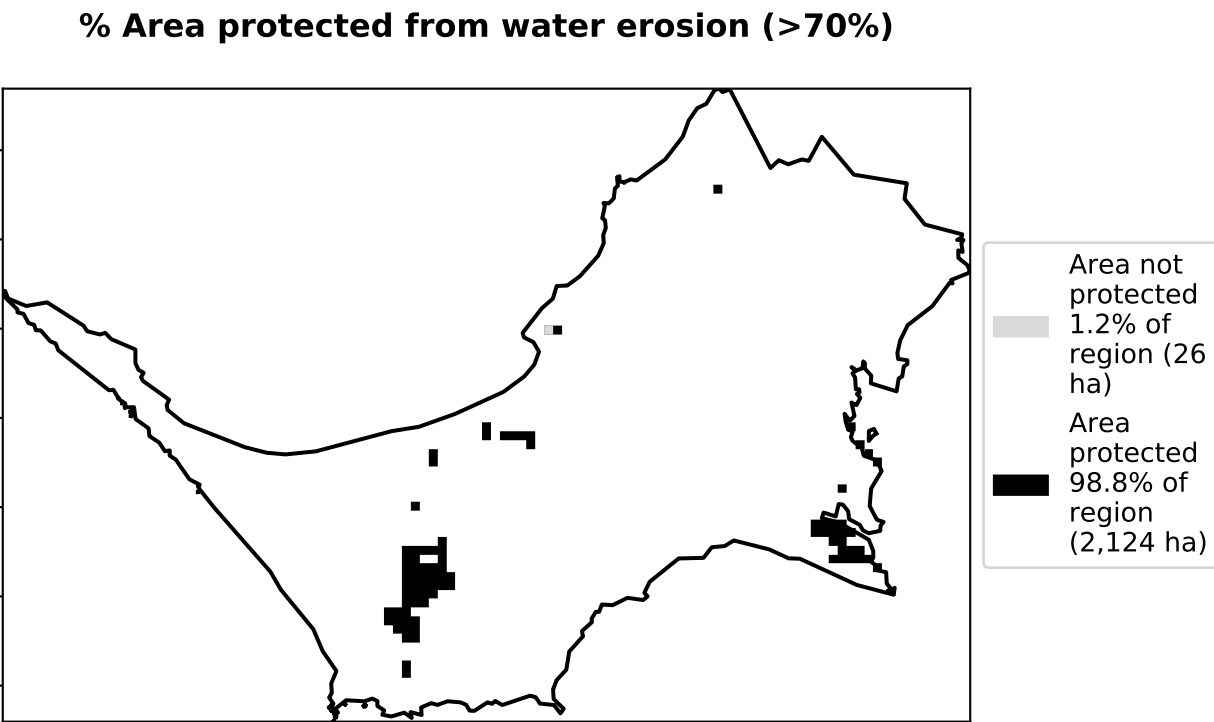 % Area protected from water erosion (>70%)
Area not
protected
1.2% of
region (26
ha)
Area
protected
98.8% of
region
(2,124 ha)